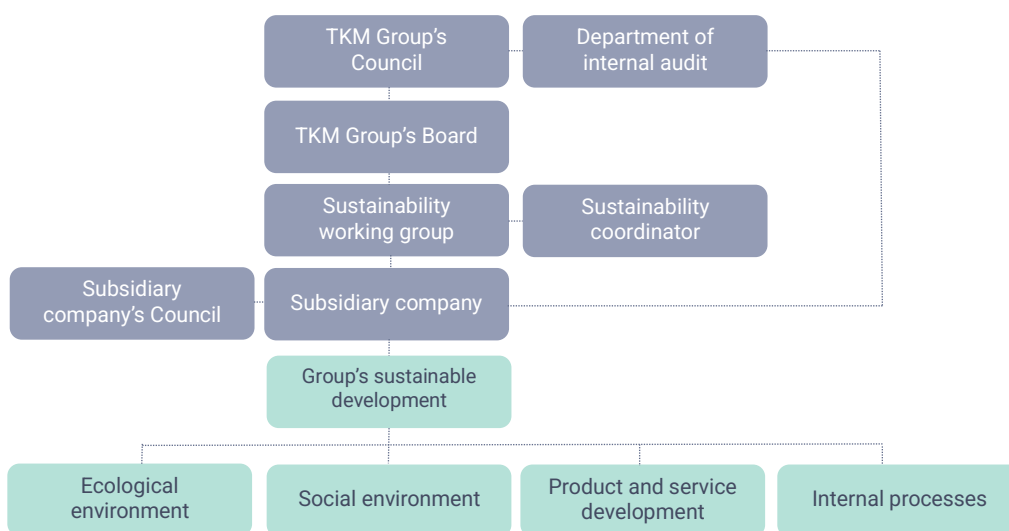 TKM Group’s
Council
Department of
internal audit
TKM Group’s Board
Sustainability
working group
Sustainability
coordinator
Subsidiary
company’s Council
Subsidiary company
Group’s sustainable
development
Ecological
environment
Social environment
Product and service
development
Internal processes